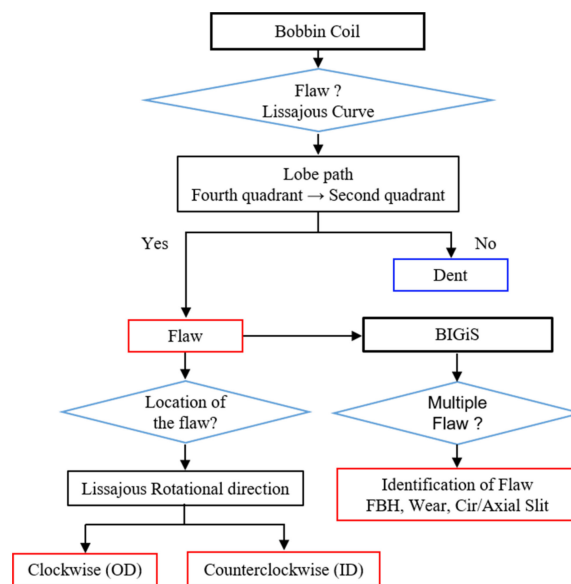 Bobbin Coil
Flaw ?
Lissajous Curve
Lobe path
Fourth quadrant → Second quadrant
Yes
No
Dent
Flaw
BIGiS
Location of
the flaw?
Multiple
Flaw ?
Lissajous Rotational direction
Identification of Flaw
FBH, Wear, Cir/Axial Slit
Clockwise (OD)
Counterclockwise (ID)